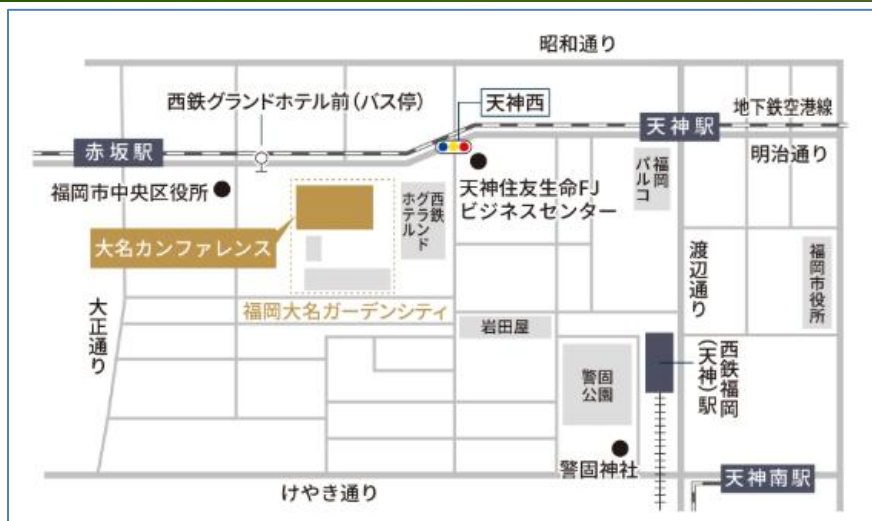 昭和通り
西鉄グランドホテル前(バス停)
天神西
地下鉄空港線
天神駅
赤坂駅
明治通り
福岡市中央区役所
西鉄
グランド
ホテル
天神住友生命FJ
ビジネスセンター
福岡
パルコ
大名カンファレンス
渡辺通り
福岡市役所
大正通り
福岡大名ガーデンシティ
岩田屋
西鉄福岡
(天神)駅
警固
公園
警固神社
天神南駅
けやき通り